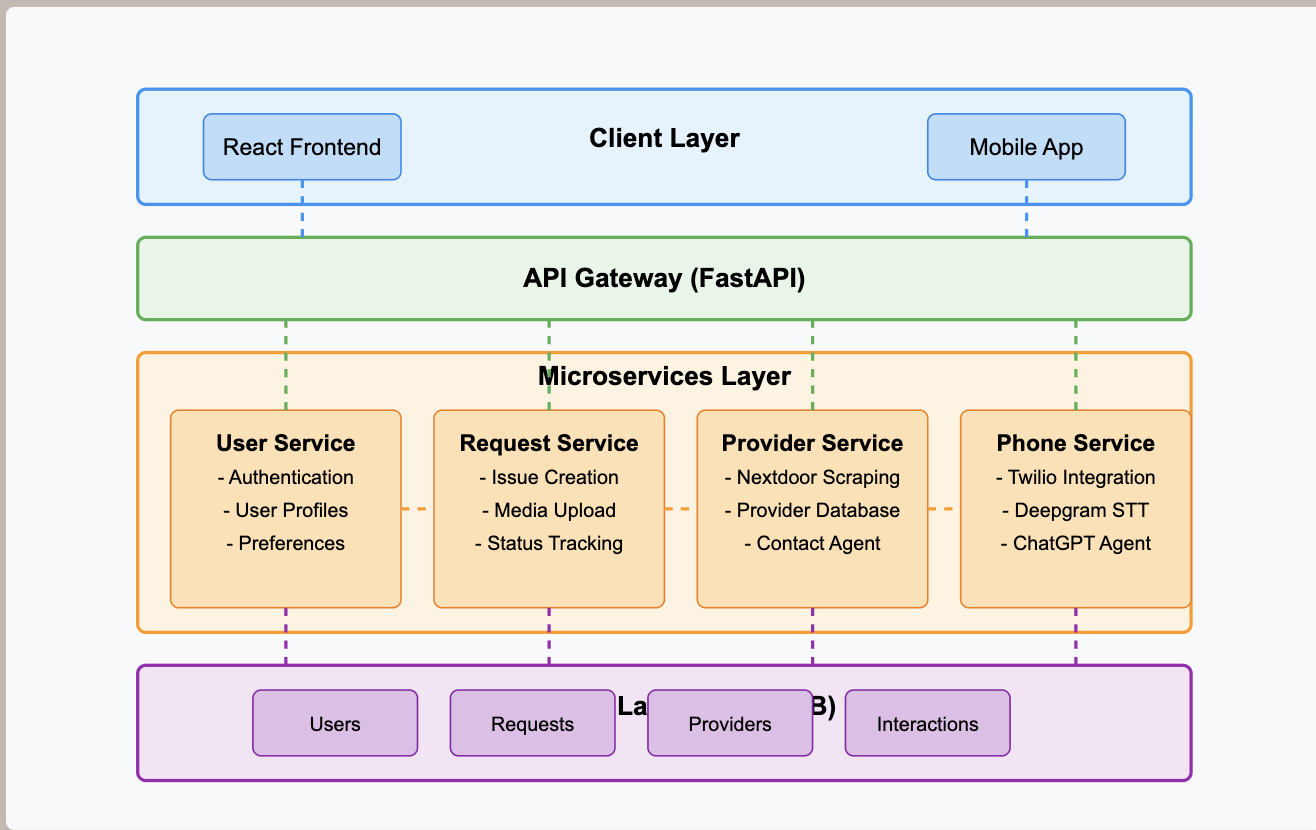 React Frontend
Client Layer
Mobile App
API Gateway (FastAPI)
Microservices Layer
User Service
- Authentication
- User Profiles
- Preferences
Request Service
- Issue Creation
- Media Upload
- Status Tracking
Provider Service
- Nextdoor Scraping
- Provider Database
- Contact Agent
Phone Service
- Twilio Integration
- Deepgram STT
- ChatGPT Agent
Users
Requests
Providers
Interactions